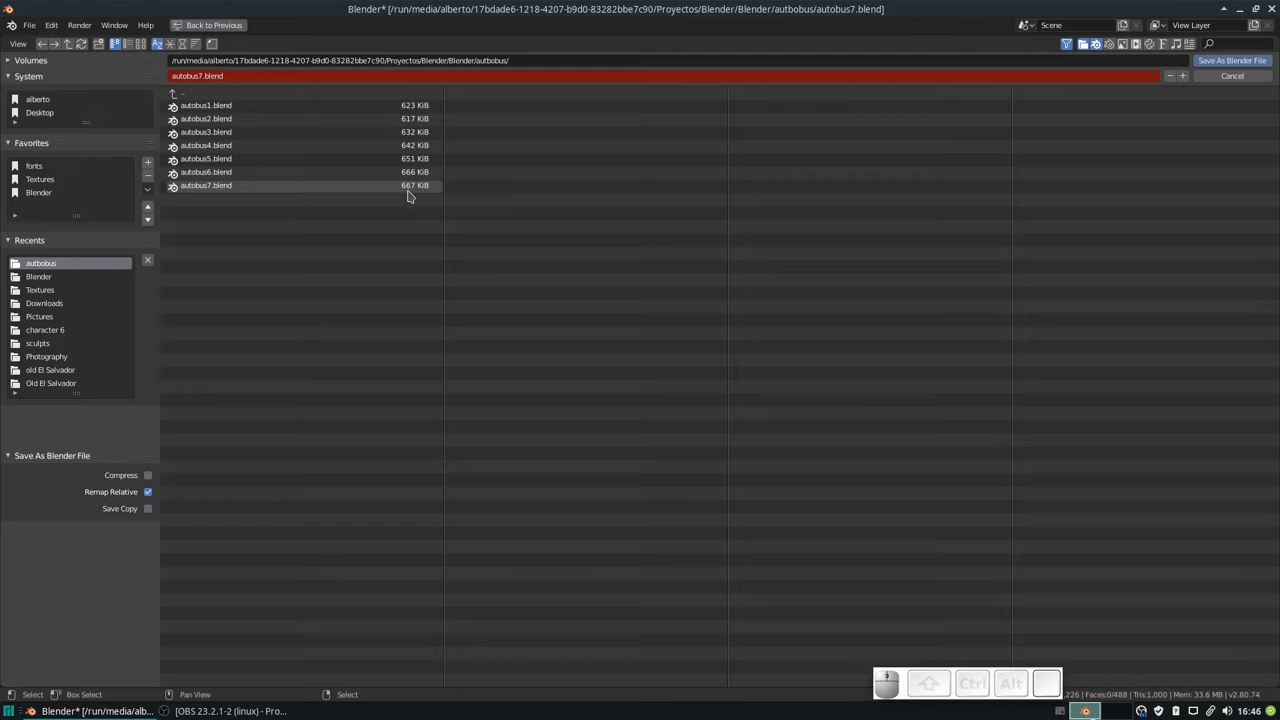 Blender* [/run/media/alberto/17bdade6-1218-4207-b9d0-83282bbe7c90/Proyectos/Blender/Blender/autbobus/autobus7.blend]
File Edit Render Window Help Back to Previous Scene View Layer
View
Volumes
/run/media/alberto/17bdade6-1218-4207-b9d0-83282bbe7c90/Proyectos/Blender/Blender/autbobus/
Save As Blender File
System
autobus7.blend
Cancel
..
alberto
Desktop
autobus1.blend 623 KiB
autobus2.blend 617 KiB
autobus3.blend 632 KiB
autobus4.blend 642 KiB
autobus5.blend 651 KiB
autobus6.blend 666 KiB
autobus7.blend 667 KiB
Favorites
fonts
Textures
Blender
Recents
autbobus
Blender
Textures
Downloads
Pictures
character 6
sculpts
Photography
old El Salvador
Old El Salvador
Save As Blender File
Compress
Remap Relative
Save Copy
Ctrl Alt
Select Box Select Pan View Select
226 | Faces:0/488 | Tris:1,000 | Mem: 33.6 MB | v2.80.74
Blender* [/run/media/alb... [OBS 23.2.1-2 (linux) - Pro... 16:46